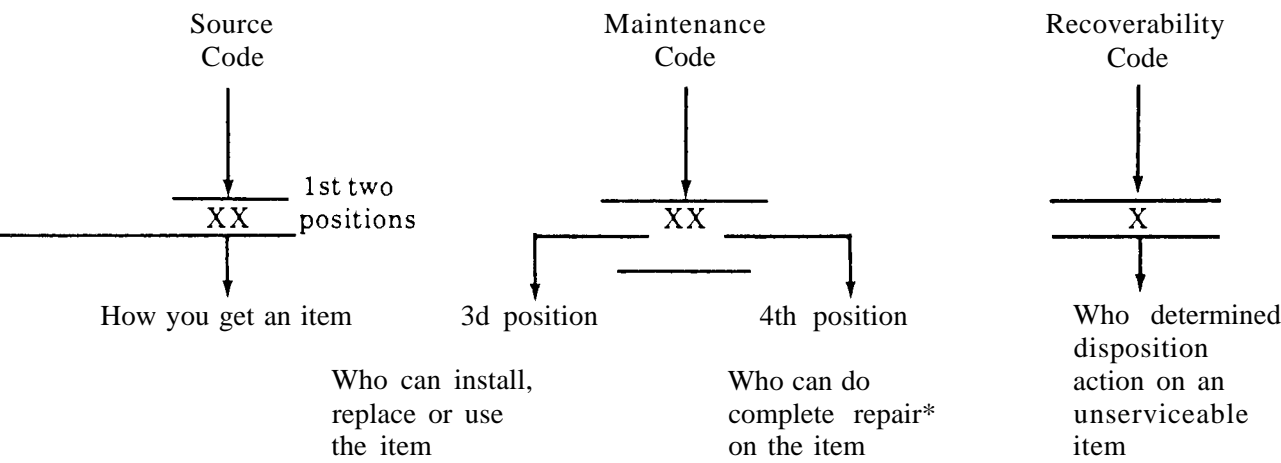 Source
Code
Maintenance
Code
Recoverability
Code
1st two
positions
XX
XX
X
How you get an item
3d position
4th position
Who can install,
replace or use
the item
Who can do
complete repair*
on the item
Who determined
disposition
action on an
unserviceable
item